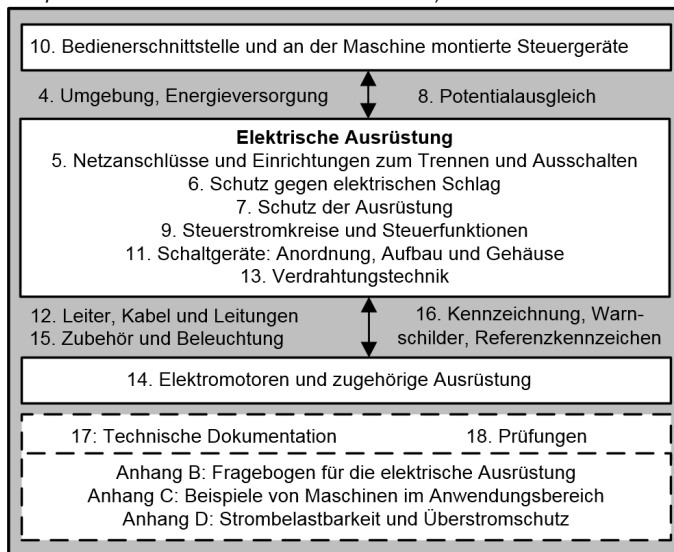 10. Bedienerschnittstelle und an der Maschine montierte Steuergeräte
4. Umgebung, Energieversorgung
8. Potentialausgleich
Elektrische Ausrüstung
5. Netzanschlüsse und Einrichtungen zum Trennen und Ausschalten
6. Schutz gegen elektrischen Schlag
7. Schutz der Ausrüstung
9. Steuerstromkreise und Steuerfunktionen
11. Schaltgeräte: Anordnung, Aufbau und Gehäuse
13. Verdrahtungstechnik
12. Leiter, Kabel und Leitungen
15. Zubehör und Beleuchtung
16. Kennzeichnung, Warn-
schilder, Referenzkennzeichen
14. Elektromotoren und zugehörige Ausrüstung
17: Technische Dokumentation
18. Prüfungen
Anhang B: Fragebogen für die elektrische Ausrüstung
Anhang C: Beispiele von Maschinen im Anwendungsbereich
Anhang D: Strombelastbarkeit und Überstromschutz